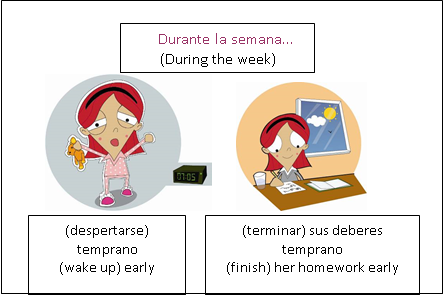 Durante la semana...
(During the week)
07:05
(despertarse)
temprano
(wake up) early
(terminar) sus deberes
temprano
(finish) her homework early